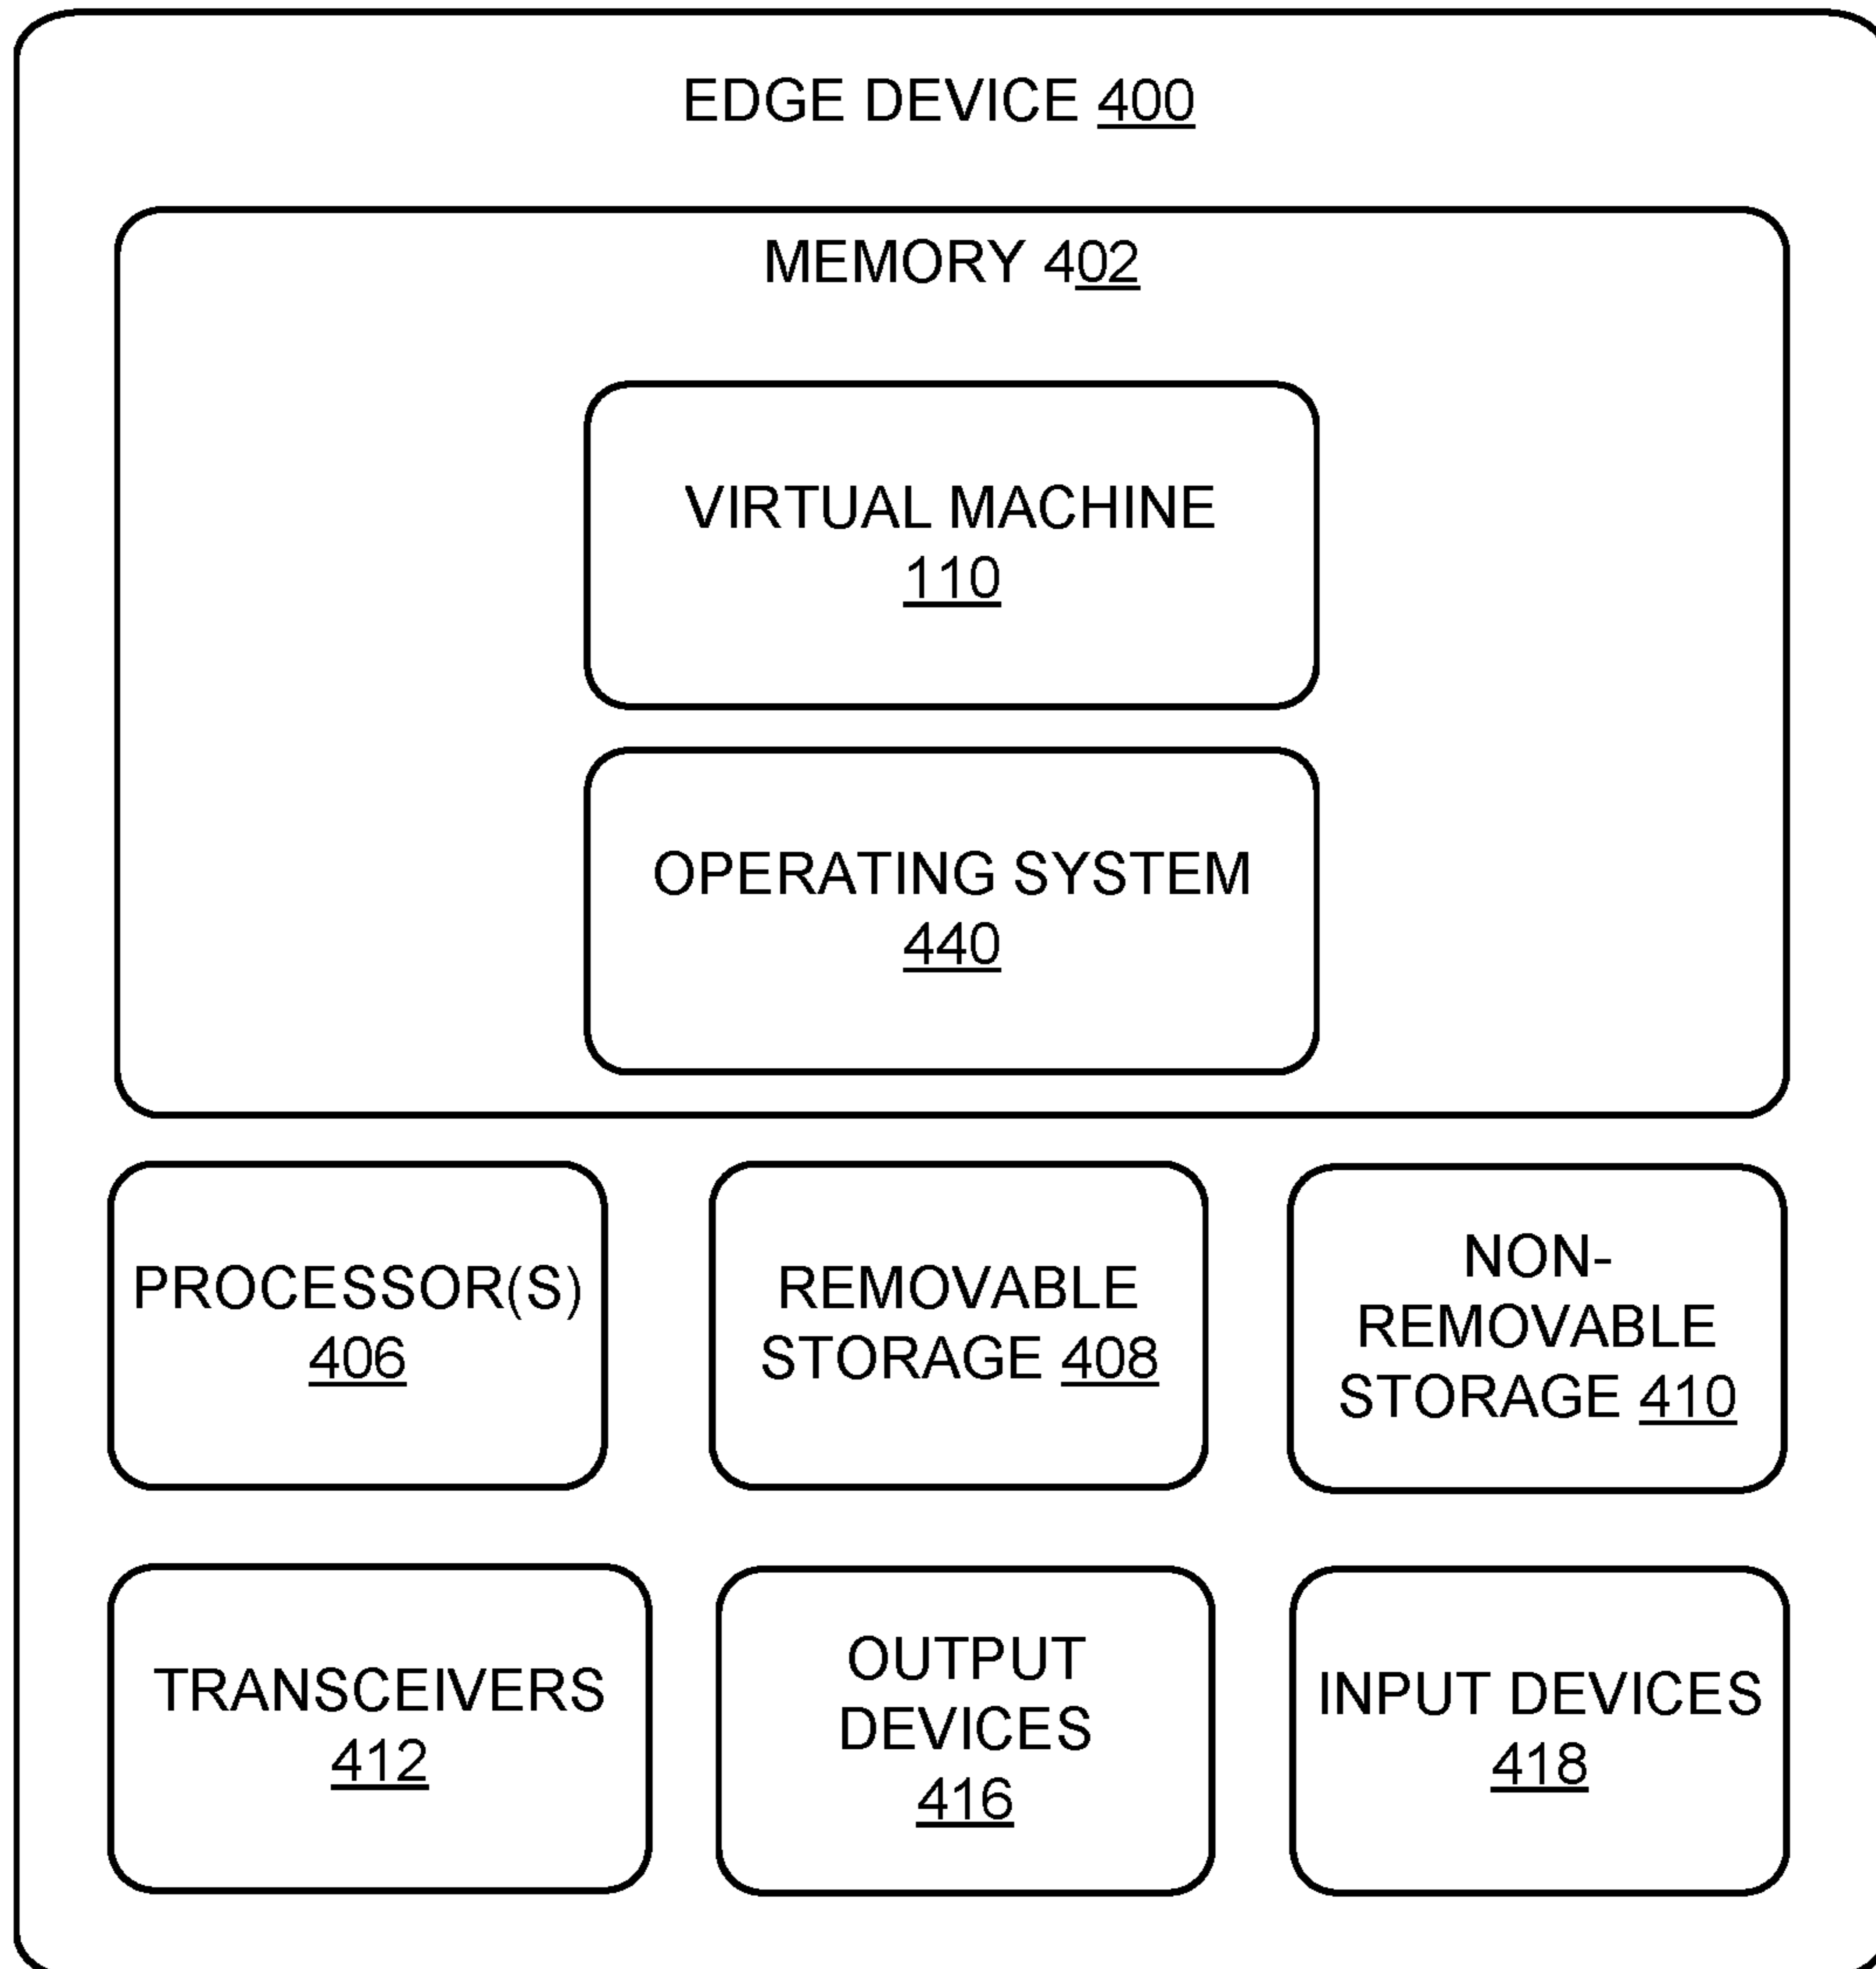 EDGE DEVICE 400
MEMORY 402
VIRTUAL MACHINE
110
OPERATING SYSTEM
440
PROCESSOR(S)
406
REMOVABLE
STORAGE 408
NON-
REMOVABLE
STORAGE 410
TRANSCEIVERS
412
OUTPUT
DEVICES
416
INPUT DEVICES
418